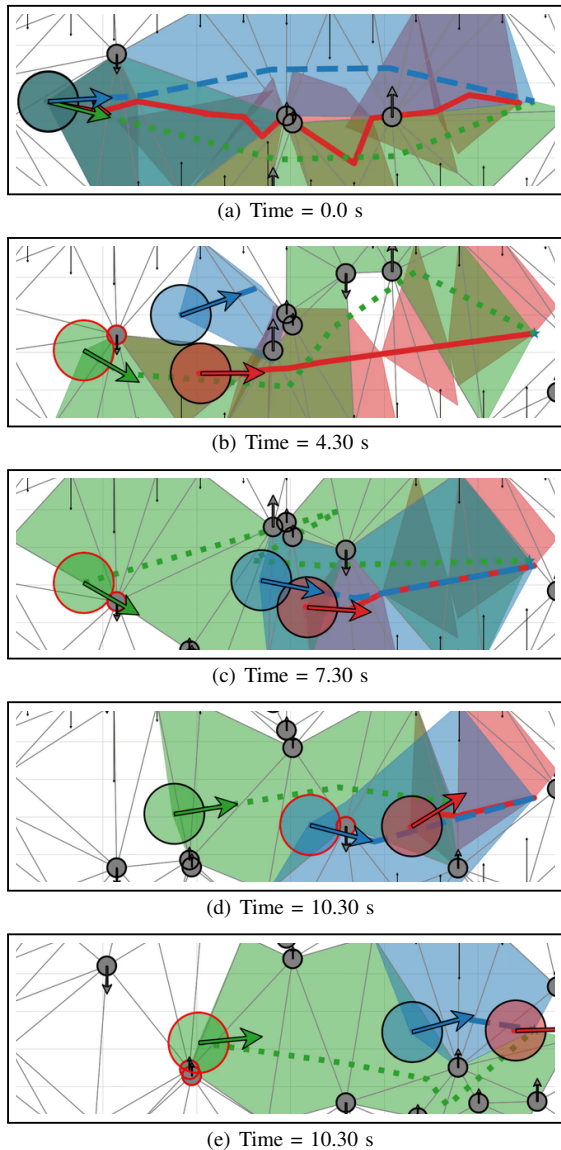 (a) Time = 0.0 s
(b) Time = 4.30 s
(c) Time = 7.30 s
(d) Time = 10.30 s
(e) Time = 10.30 s